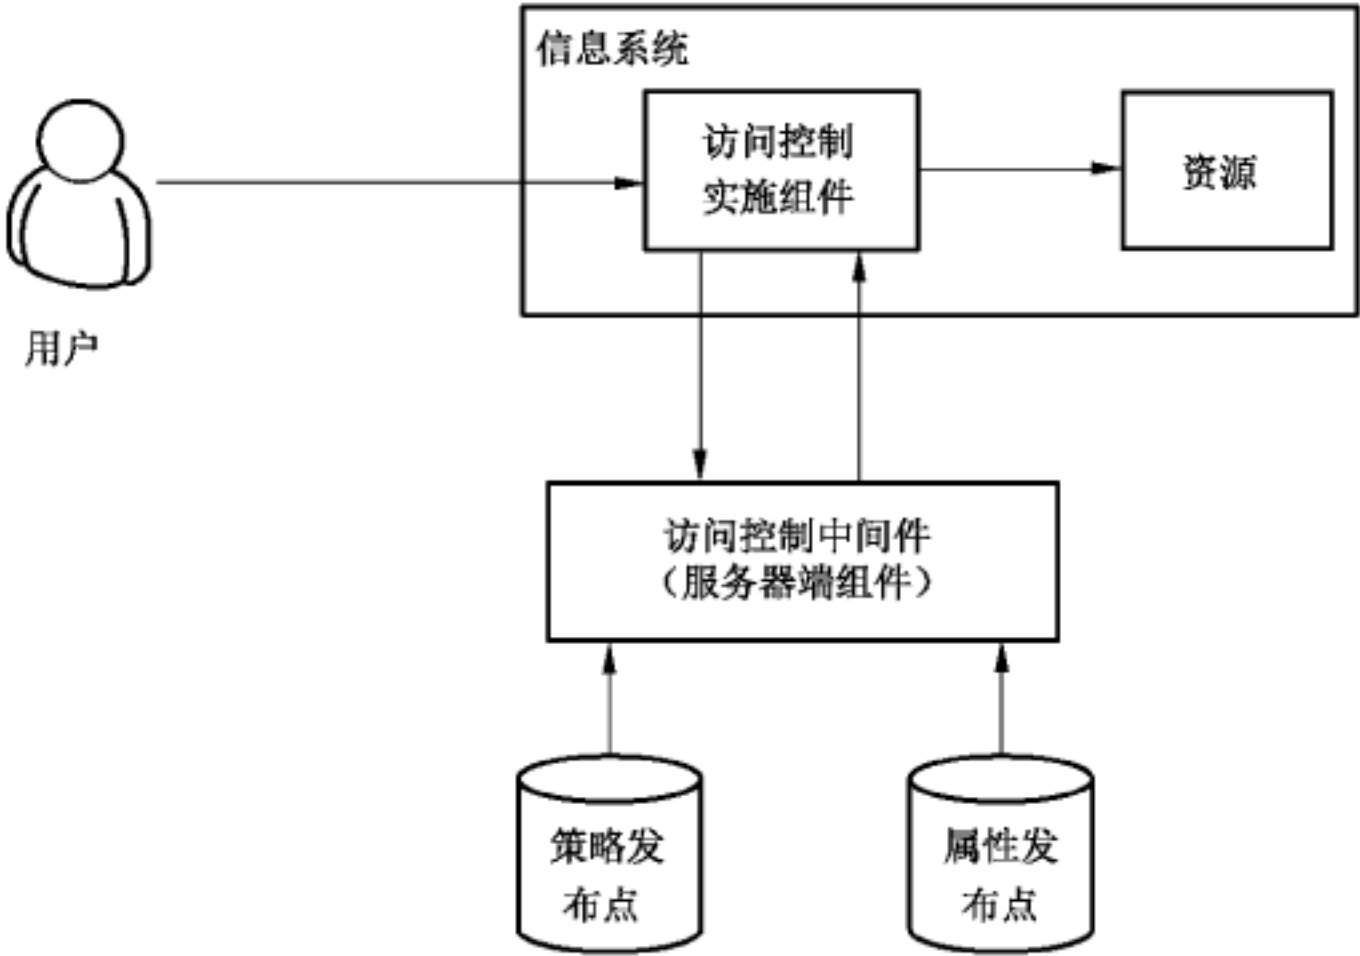 信息系统
访问控制
实施组件
资源
用户
访问控制中间件
（服务器端组件）
策略发
布点
属性发
布点